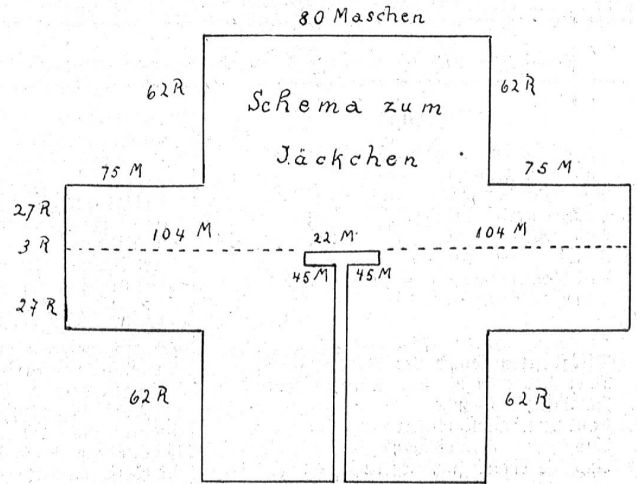 80 Maschen
62 R
62 R
Schema zum
Jäckchen
75 M
75 M
27 R
104 M
22 M.
104 M
3 R
45 M
45 M
27 R
62 R
62 R